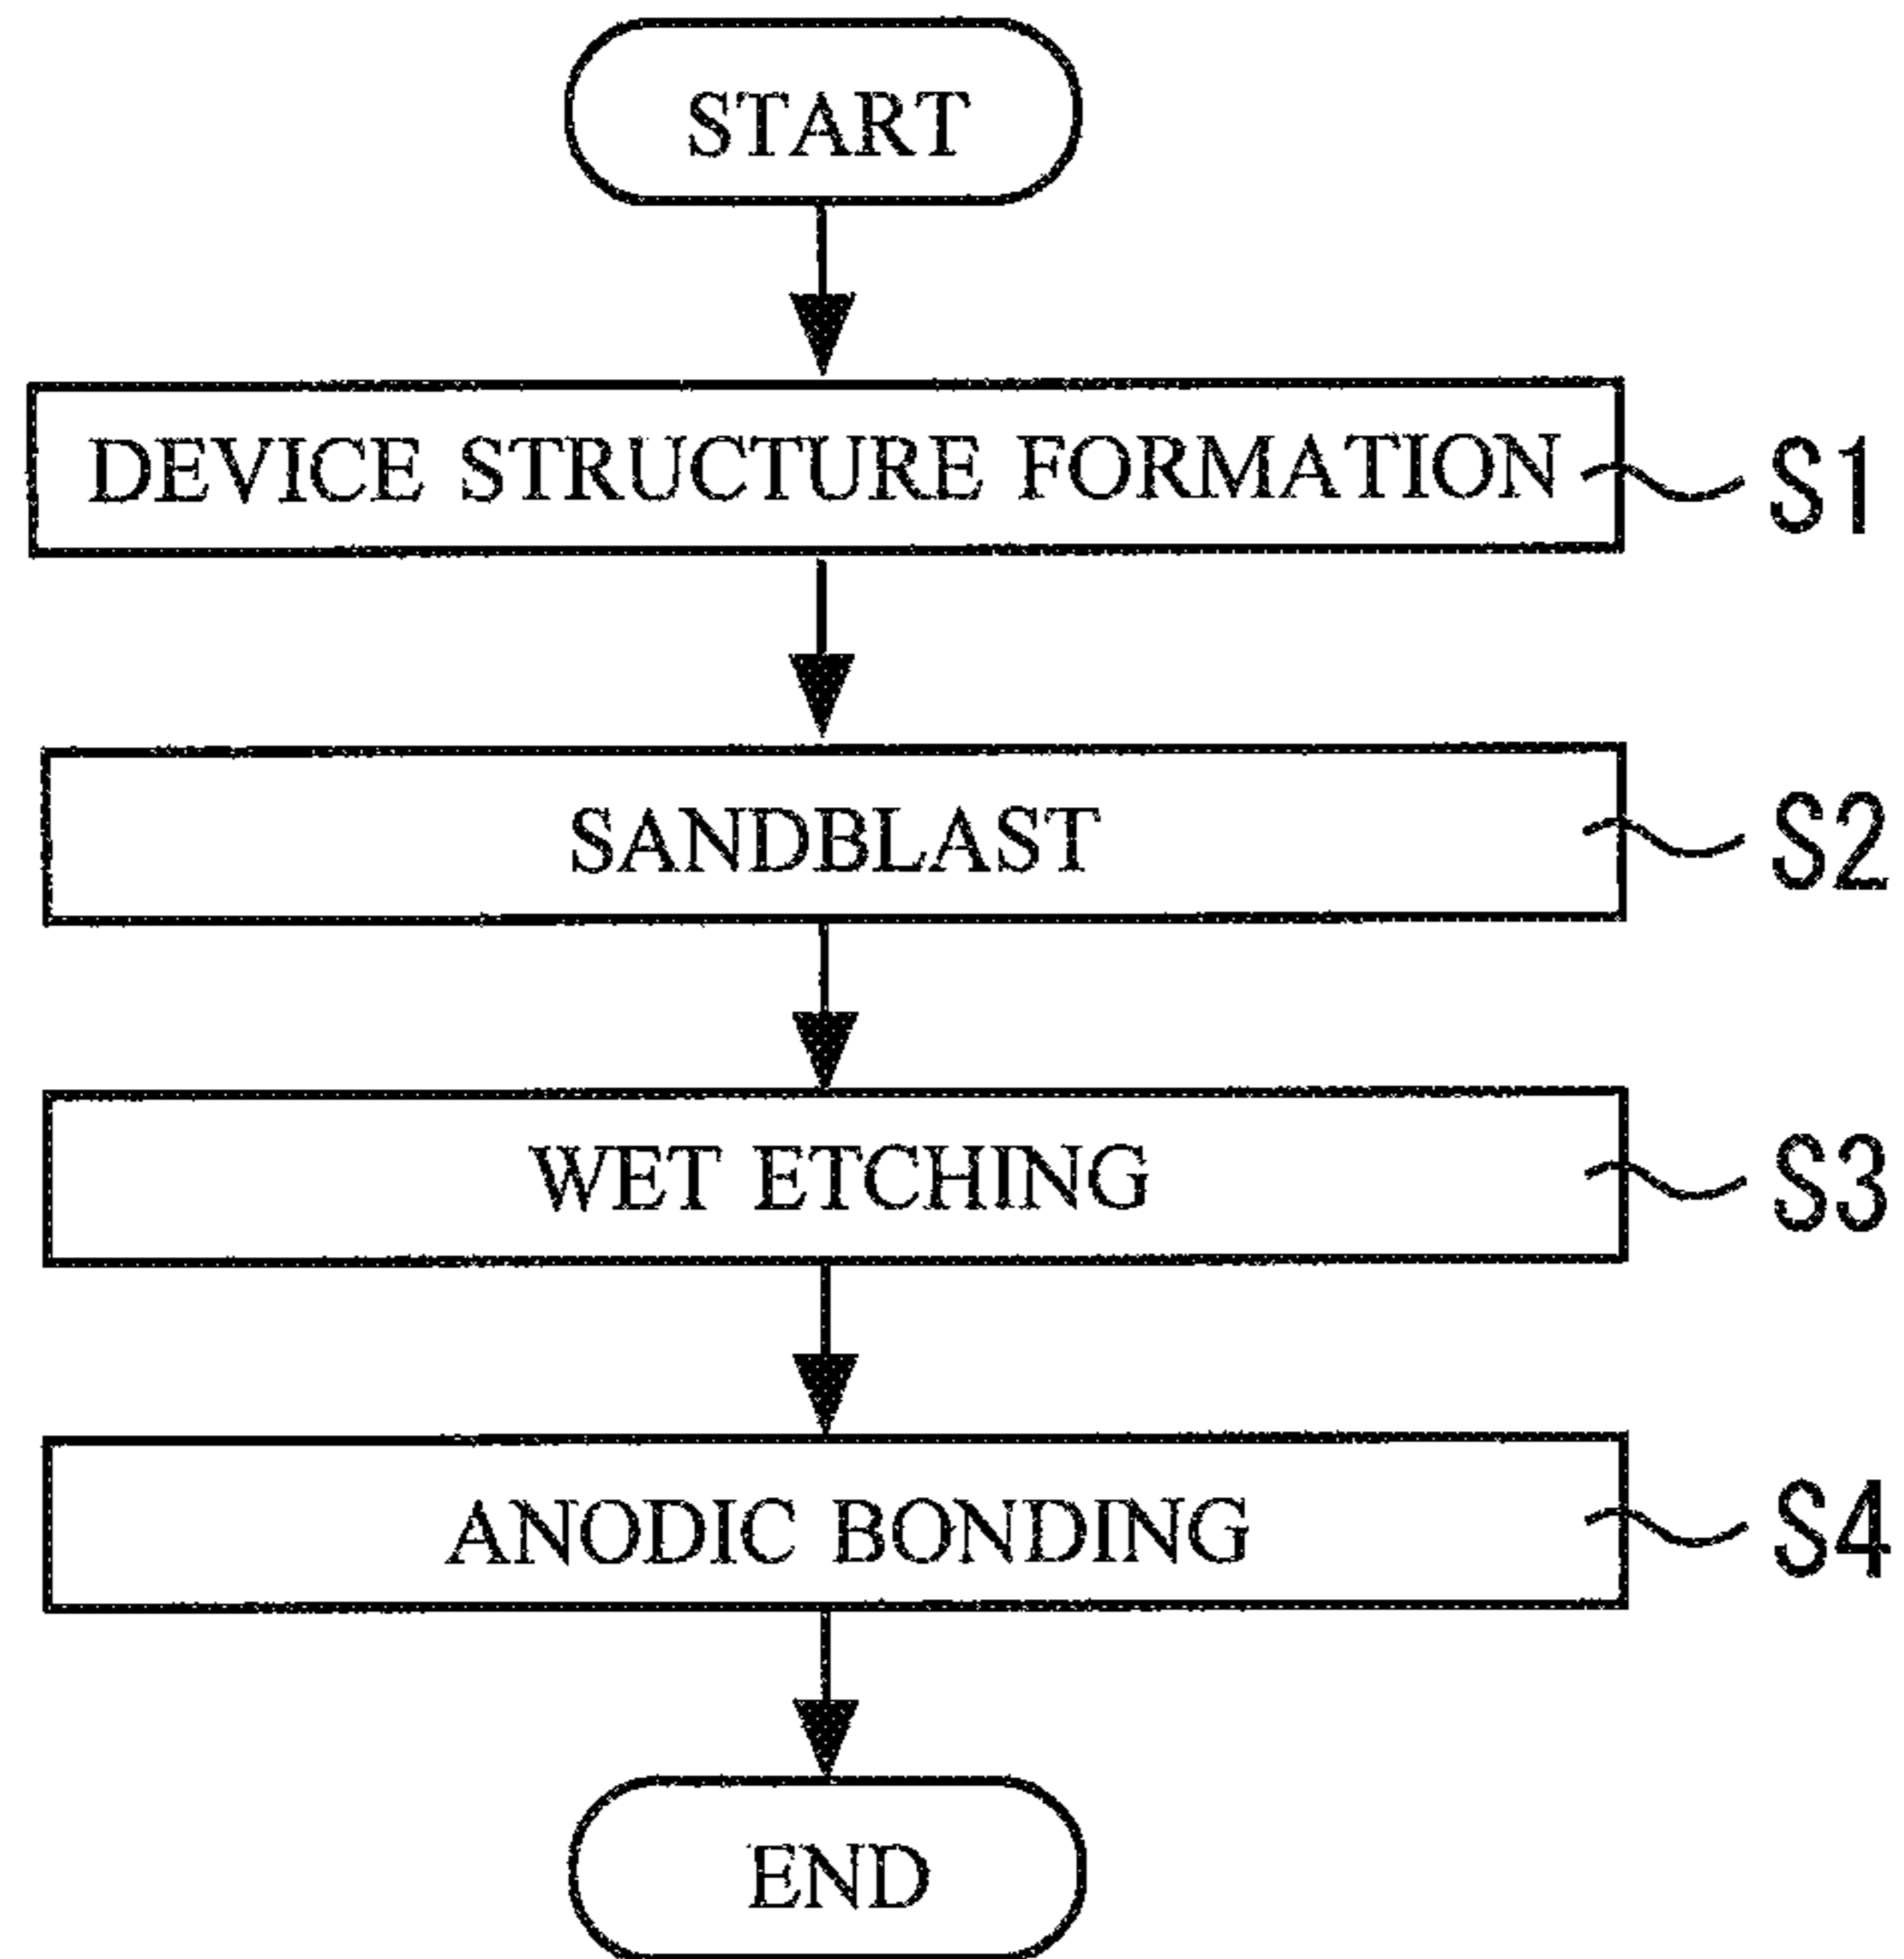 START
DEVICE STRUCTURE FORMATION S1
SANDBLAST S2
WET ETCHING S3
ANODIC BONDING S4
END